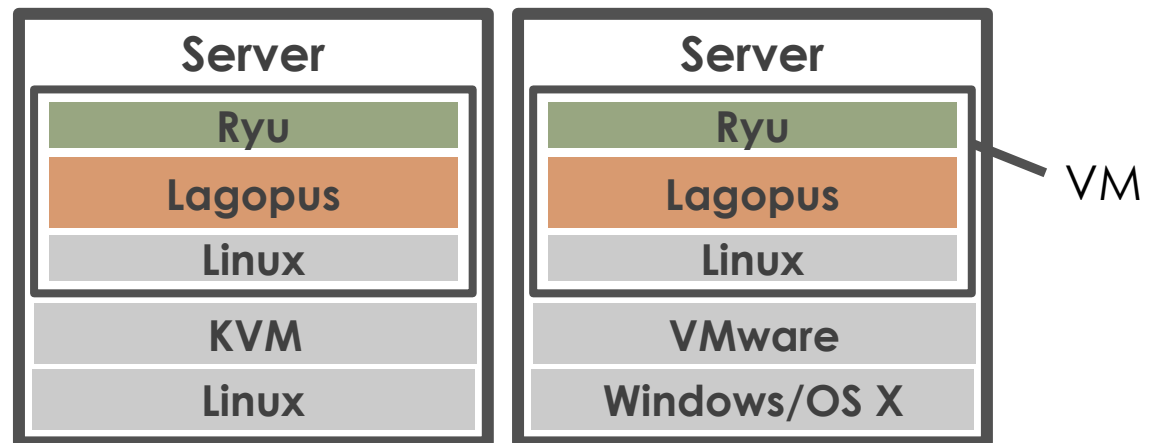 Server
Ryu
Lagopus
Linux
KVM
Linux
Server
Ryu
Lagopus
Linux
VMware
Windows/OS X
VM